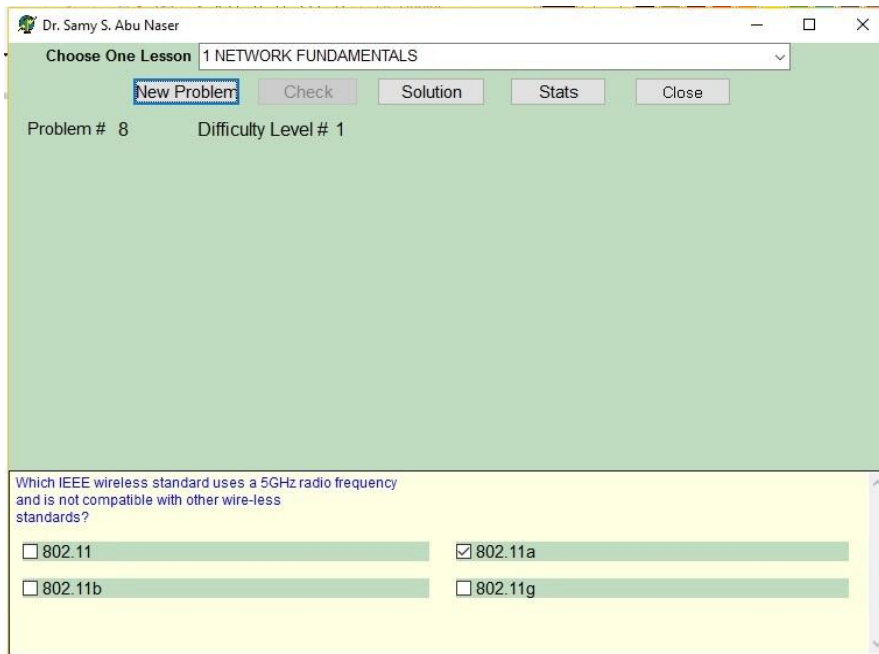 Dr. Samy S. Abu Naser
Choose One Lesson 1 NETWORK FUNDAMENTALS
New Problem Check Solution Stats Close
Problem # 8 Difficulty Level # 1
Which IEEE wireless standard uses a 5GHz radio frequency
and is not compatible with other wire-less
standards?
802.11 802.11a
802.11b 802.11g